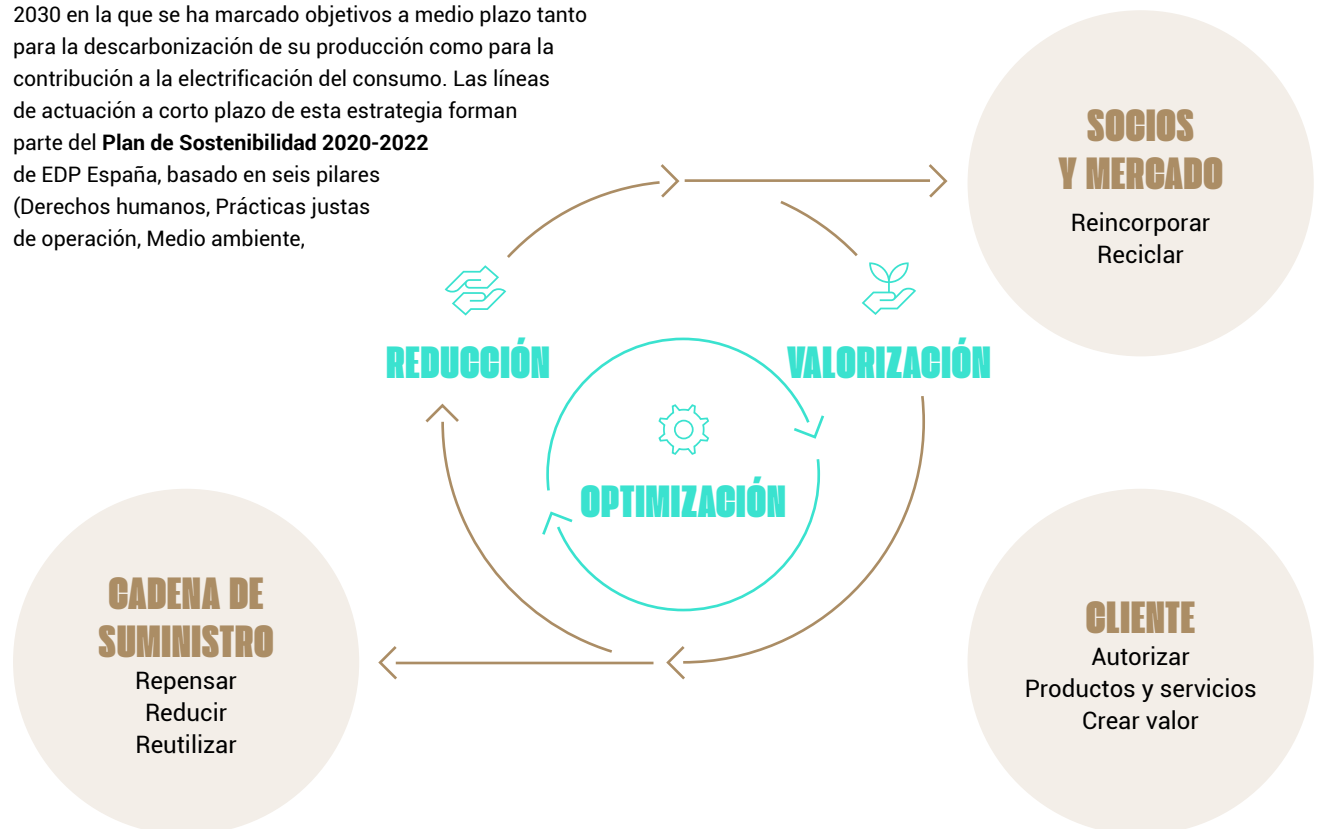 2030 en la que se ha marcado objetivos a medio plazo tanto
para la descarbonización de su producción como para la
contribución a la electrificación del consumo. Las líneas
de actuación a corto plazo de esta estrategia forman
parte del Plan de Sostenibilidad 2020-2022
de EDP España, basado en seis pilares
(Derechos humanos, Prácticas justas
de operación, Medio ambiente,
SOCIOS
Y MERCADO
Reincorporar
Reciclar
REDUCCIÓN
VALORIZACIÓN
OPTIMIZACIÓN
CADENA DE
SUMINISTRO
Repensar
Reducir
Reutilizar
CLIENTE
Autorizar
Productos y servicios
Crear valor